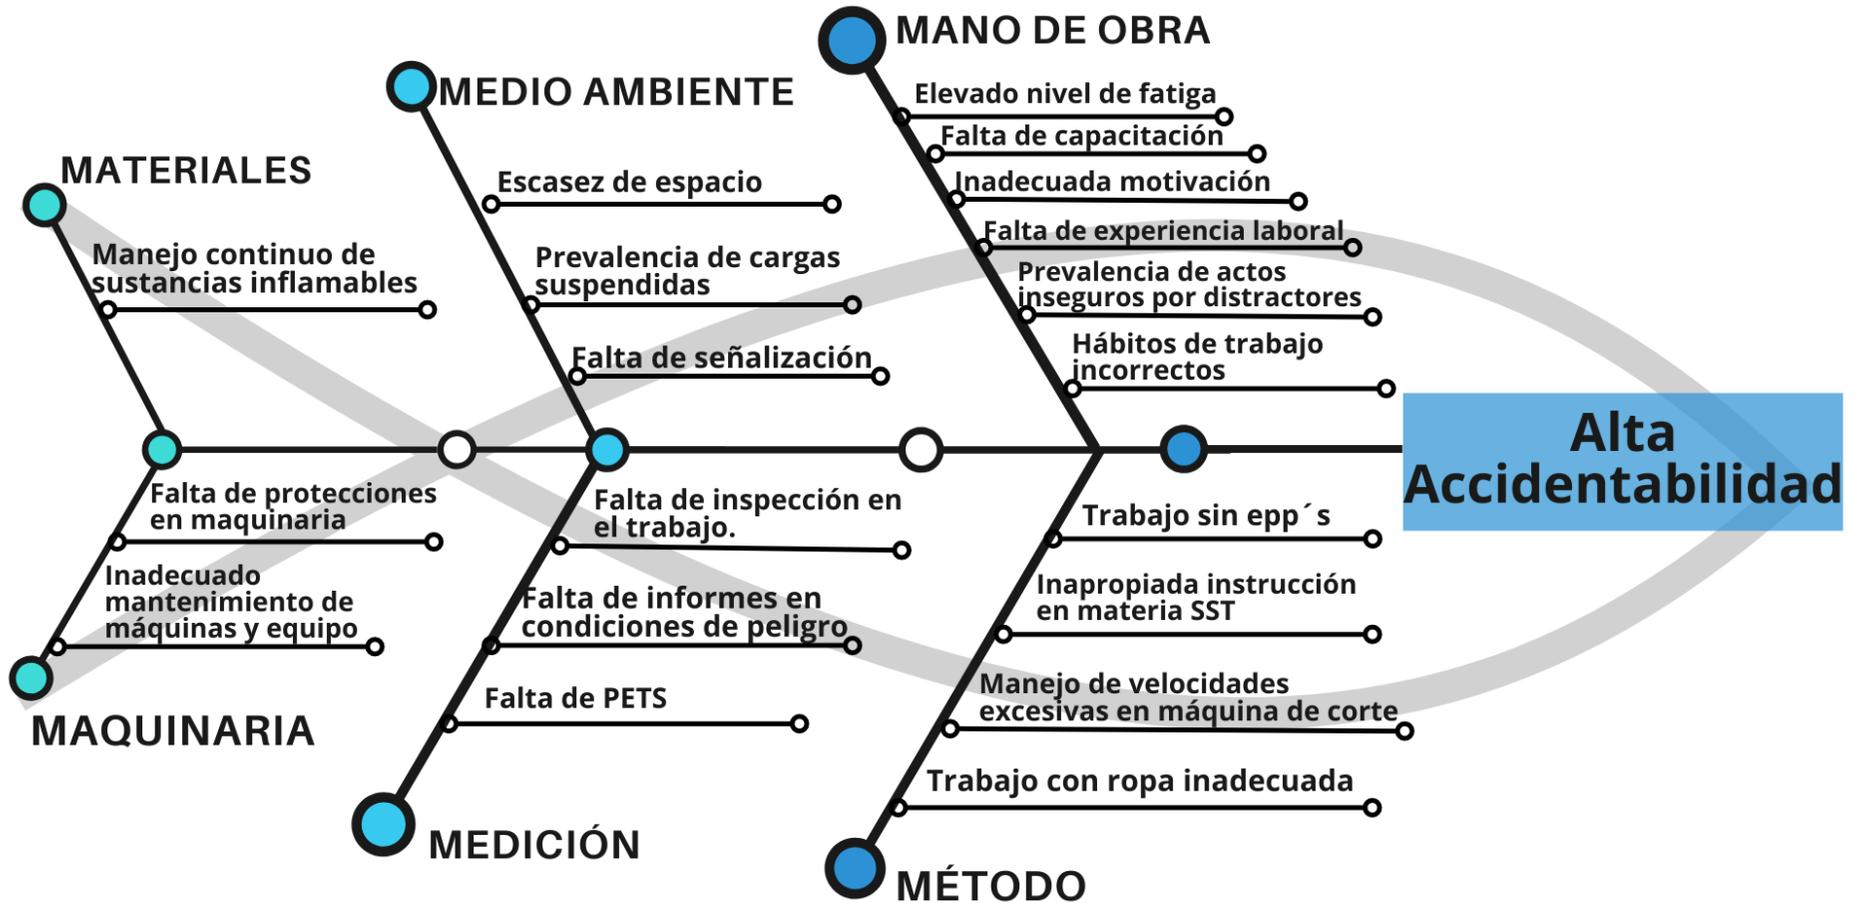 MATERIALES
Manejo continuo de
sustancias inflamables
MEDIO AMBIENTE
Escasez de espacio
Prevalencia de cargas
suspendidas
Falta de señalización
MANO DE OBRA
Elevado nivel de fatiga
Falta de capacitación
Inadecuada motivación
Falta de experiencia laboral
Prevalencia de actos
inseguros por distractores
Hábitos de trabajo
incorrectos
Alta
Accidentabilidad
Falta de protecciones
en maquinaria
Inadecuado
mantenimiento de
máquinas y equipo
MAQUINARIA
Falta de inspección en
el trabajo.
Falta de informes en
condiciones de peligro
Falta de PETS
MEDICIÓN
Trabajo sin epp´s
Inapropiada instrucción
en materia SST
Manejo de velocidades
excesivas en máquina de corte
Trabajo con ropa inadecuada
MÉTODO